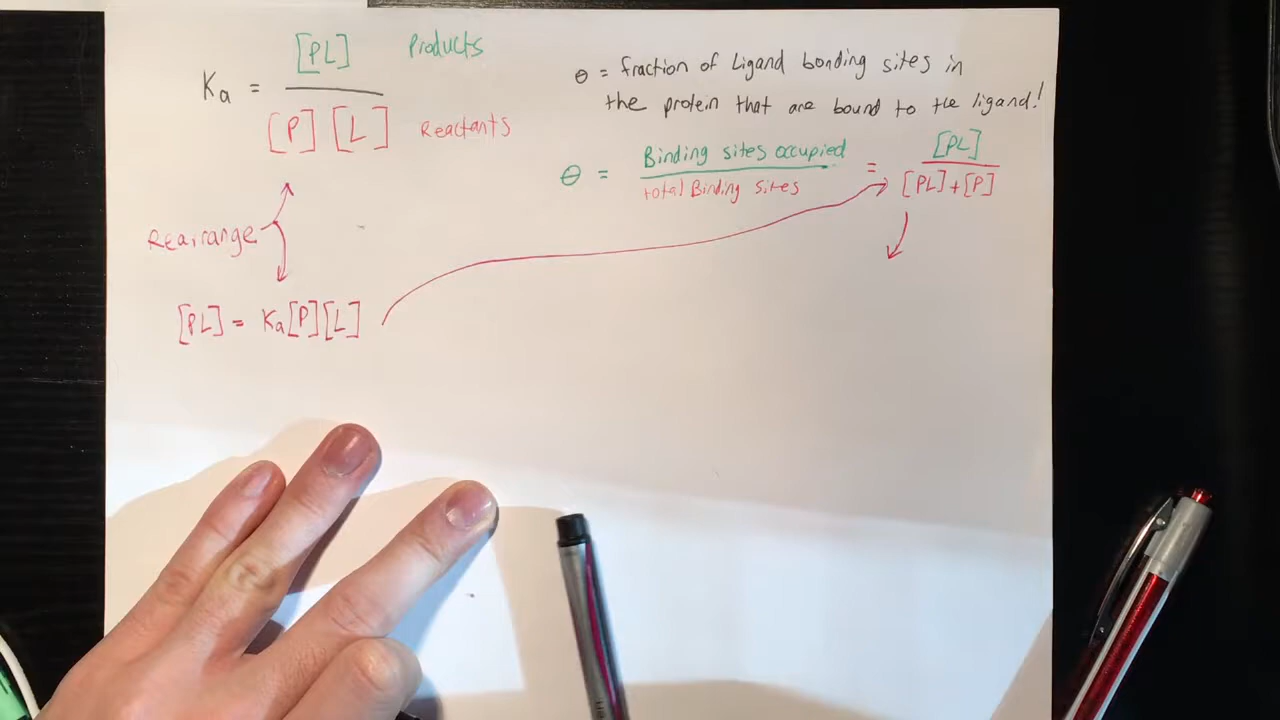 Ka = [PL] / [P][L]
Products
Reactants
Rearrange
[PL] = Ka[P][L]
θ = fraction of Ligand bonding sites in
the protein that are bound to the ligand!
θ = Binding sites occupied / total Binding sites = [PL] / [PL]+[P]